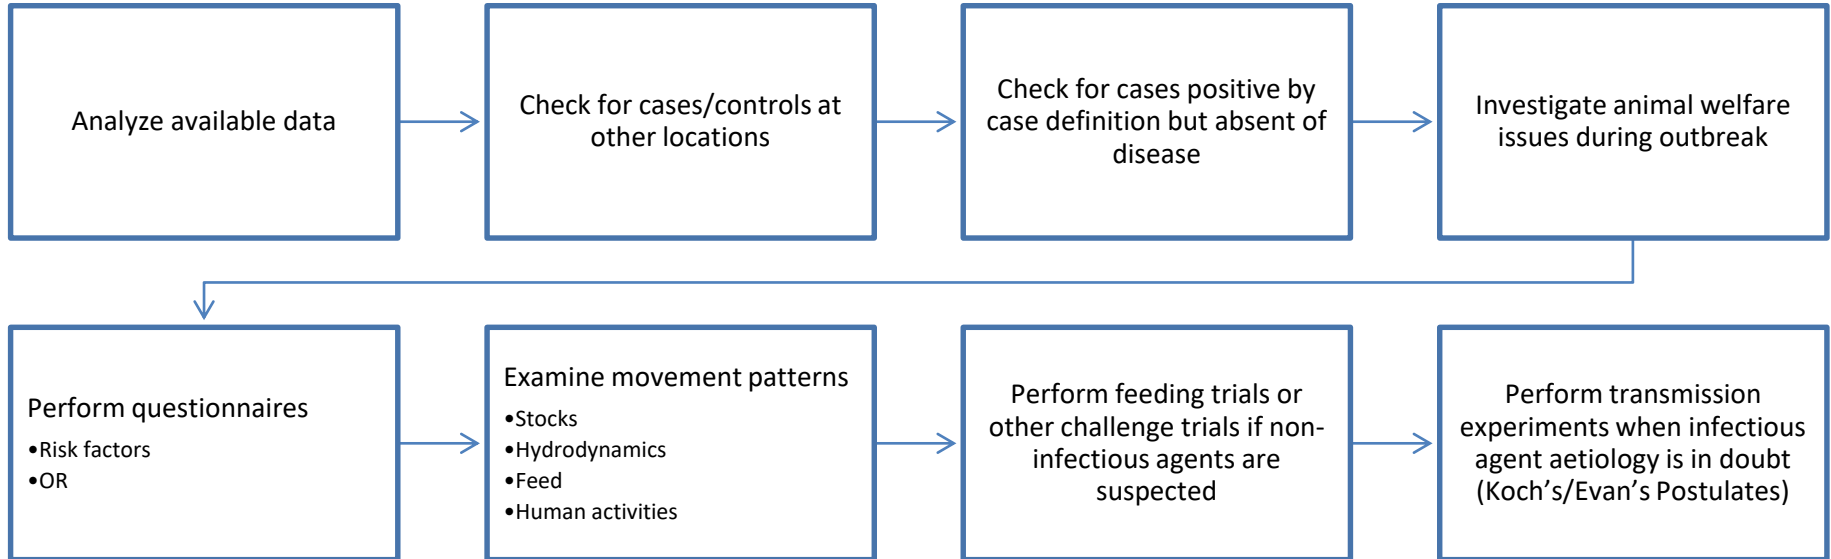 Analyze available data
Check for cases/controls at
other locations
Check for cases positive by
case definition but absent of
disease
Investigate animal welfare
issues during outbreak
Perform questionnaires
•Risk factors
•OR
Examine movement patterns
•Stocks
•Hydrodynamics
•Feed
•Human activities
Perform feeding trials or
other challenge trials if non-
infectious agents are
suspected
Perform transmission
experiments when infectious
agent aetiology is in doubt
(Koch’s/Evan’s Postulates)